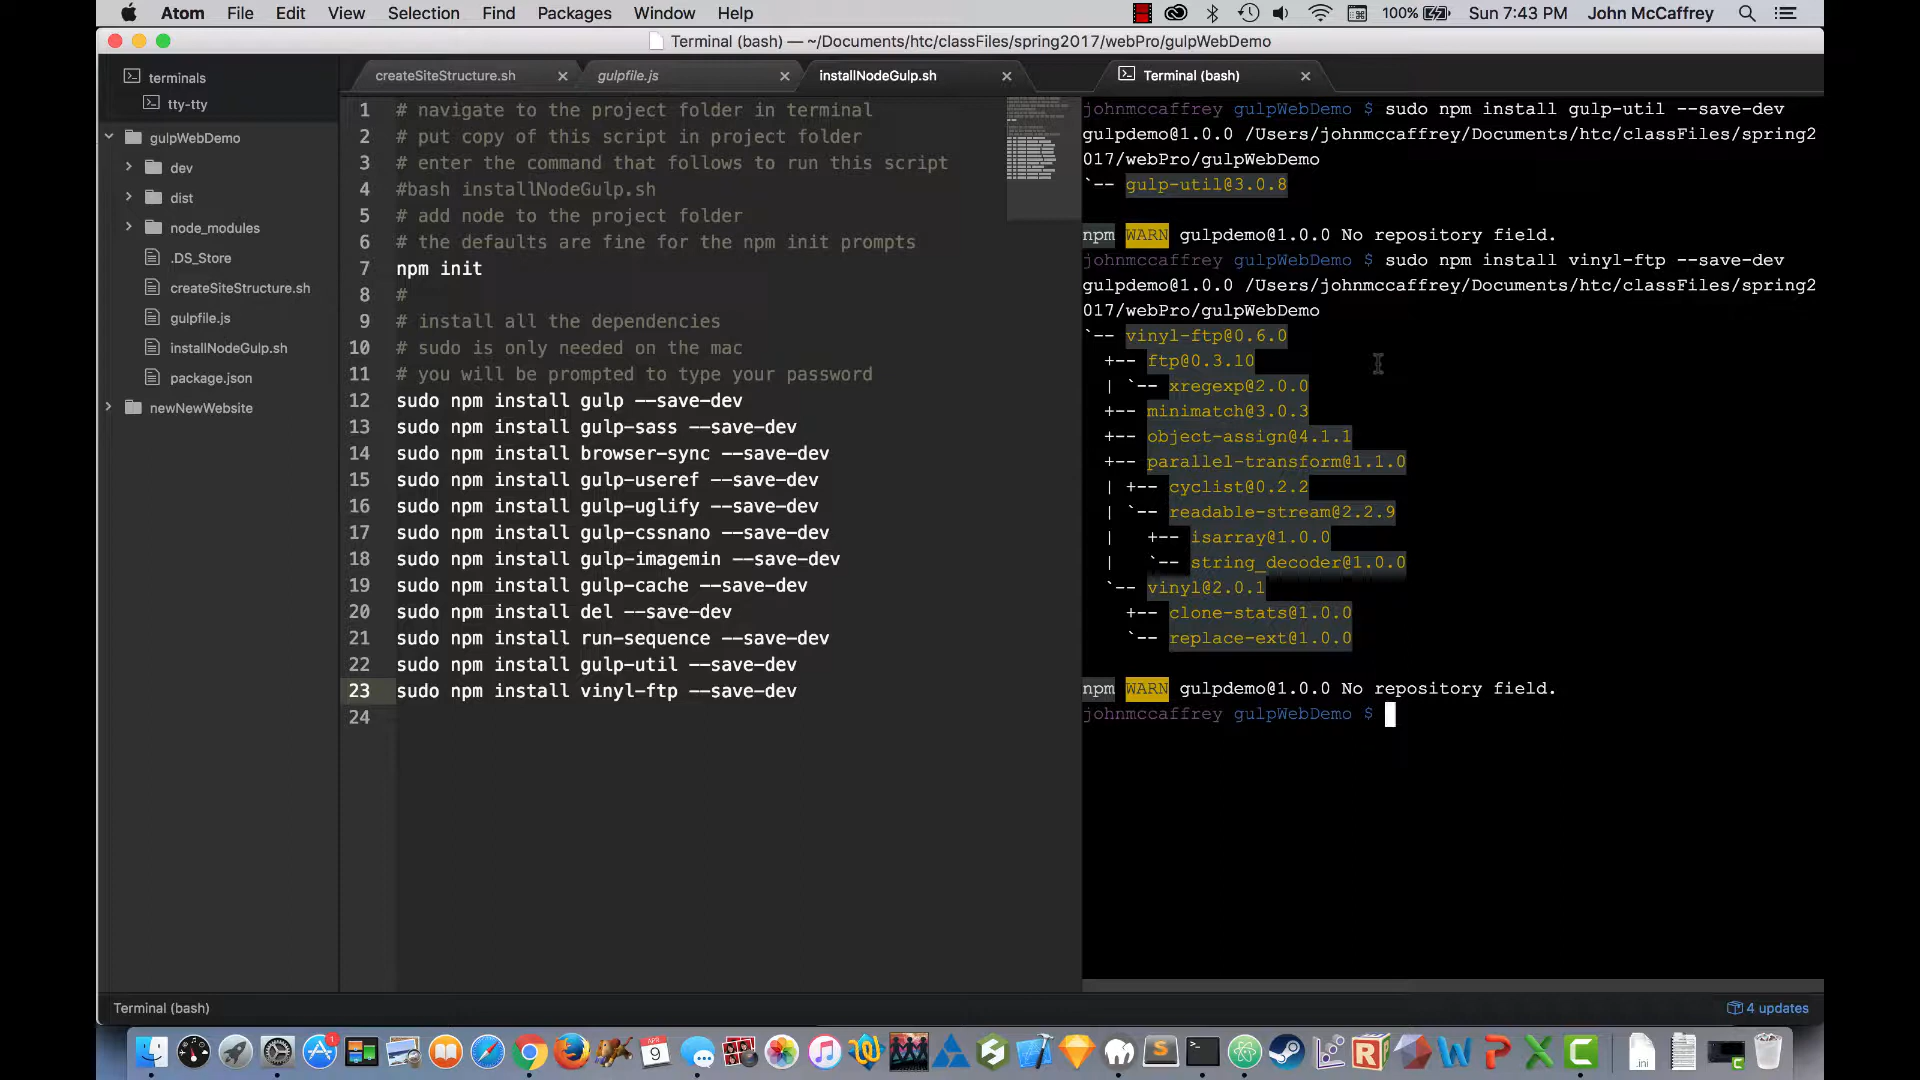 Atom File Edit View Selection Find Packages Window Help 100% Sun 7:43 PM John McCaffrey
Terminal (bash) — ~/Documents/htc/classFiles/spring2017/webPro/gulpWebDemo
terminals
tty-tty
gulpWebDemo
dev
dist
node_modules
.DS_Store
createSiteStructure.sh
gulpfile.js
installNodeGulp.sh
package.json
newNewWebsite
createSiteStructure.sh
gulpfile.js
installNodeGulp.sh
1 # navigate to the project folder in terminal
2 # put copy of this script in project folder
3 # enter the command that follows to run this script
4 #bash installNodeGulp.sh
5 # add node to the project folder
6 # the defaults are fine for the npm init prompts
7 npm init
8 #
9 # install all the dependencies
10 # sudo is only needed on the mac
11 # you will be prompted to type your password
12 sudo npm install gulp --save-dev
13 sudo npm install gulp-sass --save-dev
14 sudo npm install browser-sync --save-dev
15 sudo npm install gulp-useref --save-dev
16 sudo npm install gulp-uglify --save-dev
17 sudo npm install gulp-cssnano --save-dev
18 sudo npm install gulp-imagemin --save-dev
19 sudo npm install gulp-cache --save-dev
20 sudo npm install del --save-dev
21 sudo npm install run-sequence --save-dev
22 sudo npm install gulp-util --save-dev
23 sudo npm install vinyl-ftp --save-dev
24
Terminal (bash)
johnmccaffrey gulpWebDemo $ sudo npm install gulp-util --save-dev
gulpdemo@1.0.0 /Users/johnmccaffrey/Documents/htc/classFiles/spring2
017/webPro/gulpWebDemo
`-- gulp-util@3.0.8
npm WARN gulpdemo@1.0.0 No repository field.
johnmccaffrey gulpWebDemo $ sudo npm install vinyl-ftp --save-dev
gulpdemo@1.0.0 /Users/johnmccaffrey/Documents/htc/classFiles/spring2
017/webPro/gulpWebDemo
`-- vinyl-ftp@0.6.0
+-- ftp@0.3.10
| `-- xregexp@2.0.0
+-- minimatch@3.0.3
+-- object-assign@4.1.1
+-- parallel-transform@1.1.0
| +-- cyclist@0.2.2
| `-- readable-stream@2.2.9
| +-- isarray@1.0.0
| `-- string_decoder@1.0.0
`-- vinyl@2.0.1
+-- clone-stats@1.0.0
`-- replace-ext@1.0.0
npm WARN gulpdemo@1.0.0 No repository field.
johnmccaffrey gulpWebDemo $
Terminal (bash)
4 updates